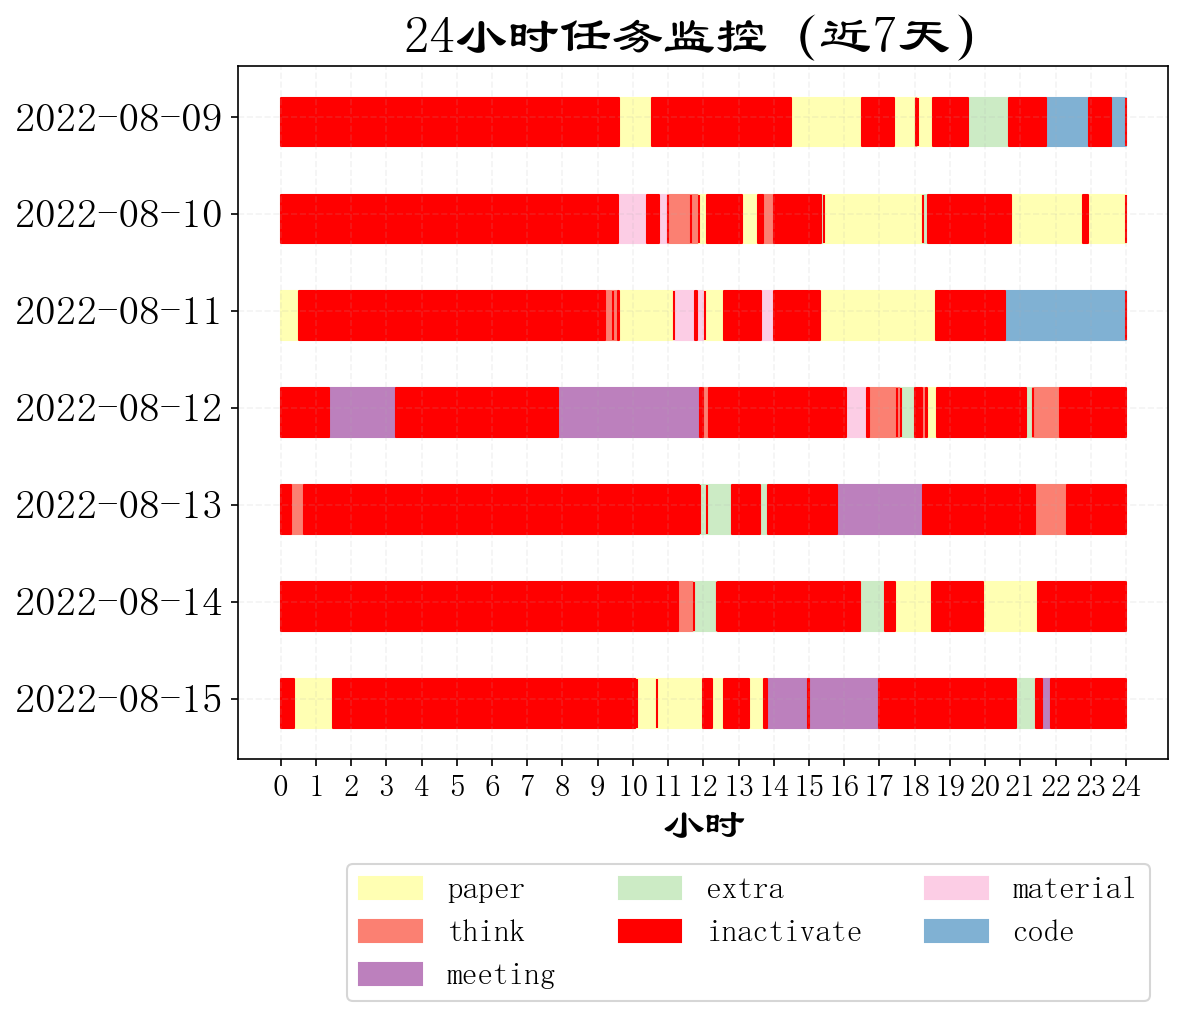 24小时任务监控 (近7天)
2022-08-09
2022-08-10
2022-08-11
2022-08-12
2022-08-13
2022-08-14
2022-08-15
0 1 2 3 4 5 6 7 8 9 10 11 12 13 14 15 16 17 18 19 20 21 22 23 24
小时
paper extra material
think inactivate code
meeting